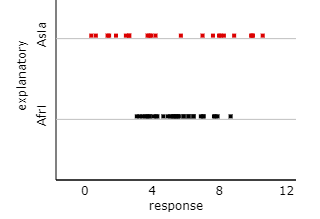 explanatory
Asia
Afri
0 4 8 12
response